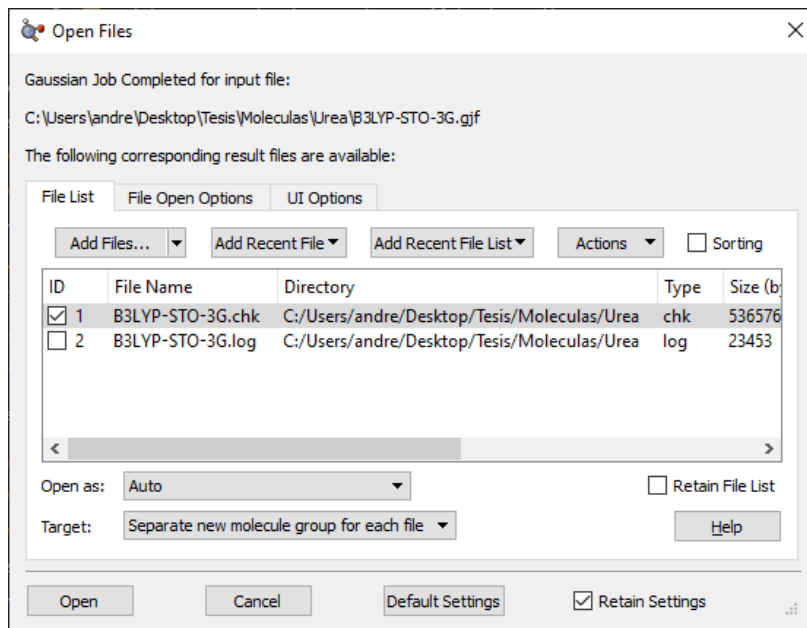 Open Files
Gaussian Job Completed for input file:
C:\Users\andre\Desktop\Tesis\Moleculas\Urea\B3LYP-STO-3G.gjf
The following corresponding result files are available:
File List File Open Options UI Options
Add Files... Add Recent File Add Recent File List Actions Sorting
ID File Name Directory Type Size (by
1 B3LYP-STO-3G.chk C:/Users/andre/Desktop/Tesis/Moleculas/Urea chk 536576
2 B3LYP-STO-3G.log C:/Users/andre/Desktop/Tesis/Moleculas/Urea log 23453
Open as: Auto Retain File List
Target: Separate new molecule group for each file Help
Open Cancel Default Settings Retain Settings